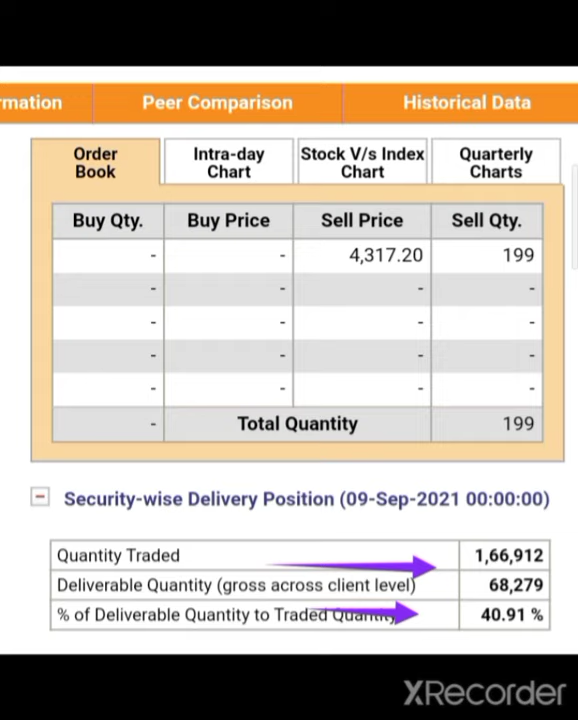 rmation Peer Comparison Historical Data
Order Book Intra-day Chart Stock V/s Index Chart Quarterly Charts
Buy Qty. Buy Price Sell Price Sell Qty.
- - 4,317.20 199
- - - -
- - - -
- - - -
- - - -
- Total Quantity 199
Security-wise Delivery Position (09-Sep-2021 00:00:00)
Quantity Traded 1,66,912
Deliverable Quantity (gross across client level) 68,279
% of Deliverable Quantity to Traded Quantity 40.91 %
XRecorder